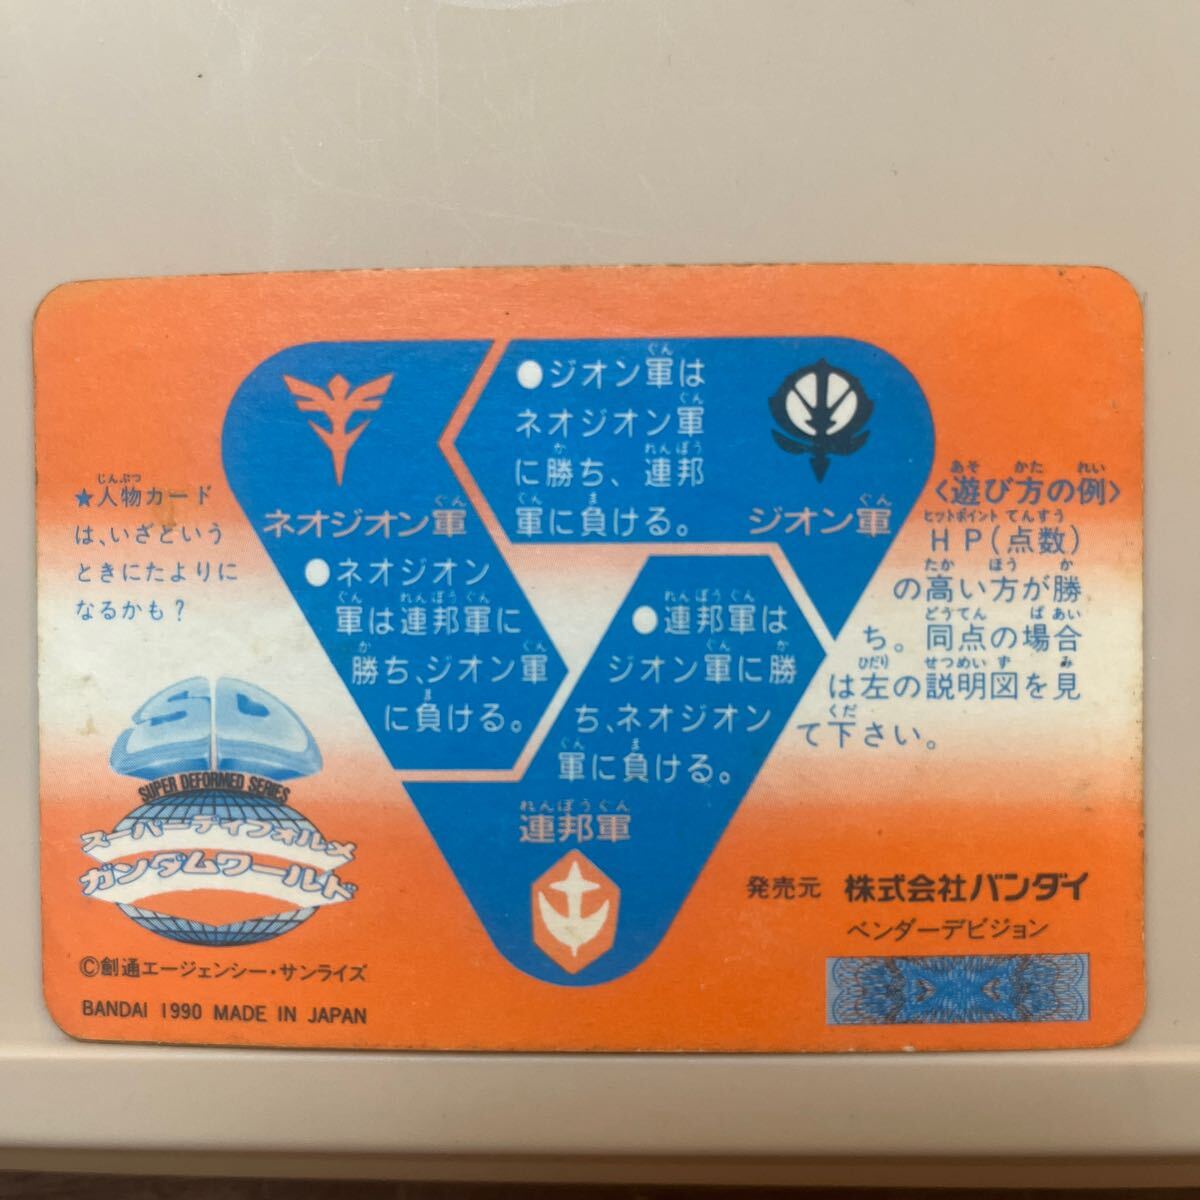 ●ジオン軍は
ネオジオン軍
に勝ち、連邦
軍に負ける。
ネオジオン軍
ジオン軍
●ネオジオン
軍は連邦軍に
勝ち、ジオン軍
に負ける。
●連邦軍は
ジオン軍に勝
ち、ネオジオン
軍に負ける。
連邦軍
★人物カード
は、いざという
ときにたよりに
なるかも?
〈遊び方の例〉
HP(点数)
の高い方が勝
ち。同点の場合
は左の説明図を見
て下さい。
SD
SUPER DEFORMED SERIES
スーパーディフォルメ
ガンダムワールド
©創通エージェンシー・サンライズ
BANDAI 1990 MADE IN JAPAN
発売元 株式会社バンダイ
ベンダーデビジョン